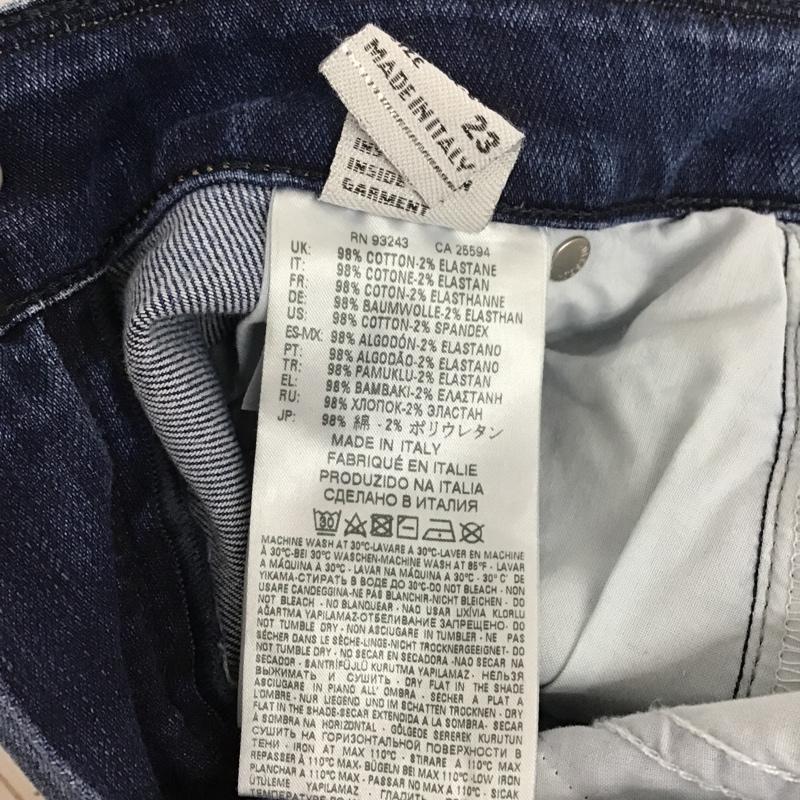 MADE IN ITALY
23
INSIDE
GARMENT
RN 93243 CA 25594
UK: 98% COTTON-2% ELASTANE
IT: 98% COTONE-2% ELASTAN
FR: 98% COTON-2% ELASTHANNE
DE: 98% BAUMWOLLE-2% ELASTHAN
US: 98% COTTON-2% SPANDEX
ES-MX: 98% ALGODÓN-2% ELASTANO
PT: 98% ALGODÃO-2% ELASTANO
TR: 98% PAMUKLU-2% ELASTAN
EL: 98% BAMBAKI-2% ΕΛΑΣΤΑΝΗ
RU: 98% ХЛОПОК-2% ЭЛАСТАН
JP: 98% 綿 - 2% ポリウレタン
MADE IN ITALY
FABRIQUÉ EN ITALIE
PRODUZIDO NA ITALIA
СДЕЛАНО В ИТАЛИЯ
30
MACHINE WASH AT 30°C-LAVARE A 30°C-LAVER EN MACHINE
À 30°C-BEI 30°C WASCHEN-MACHINE WASH AT 85°F - LAVAR
A MÁQUINA A 30°C - LAVAR NA MÁQUINA A 30°C - 30°C' DE
YIKAMA-СТИРАТЬ В ВОДЕ ДО 30°C-DO NOT BLEACH - NON
USARE CANDEGGINA-NE PAS BLANCHIR-NICHT BLEICHEN - DO
NOT BLEACH - NO BLANQUEAR - NAO USAR LIXÍVIA KLORLU
AĞARTMA YAPILAMAZ-ОТБЕЛИВАНИЕ ЗАПРЕЩЕНО- DO
NOT TUMBLE DRY - NON ASCIUGARE IN TUMBLER - NE PAS
SÉCHER DANS LE SÈCHE-LINGE-NICHT TROCKNERGEEIGNET- DO
NOT TUMBLE DRY - NO SECAR EN SECADORA -NAO SECAR NA
SECADOR - SANTRİFÜJLÜ KURUTMA YAPILAMAZ - НЕЛЬЗЯ
ВЫЖИМАТЬ И СУШИТЬ - DRY FLAT IN THE SHADE
ASCIUGARE IN PIANO ALL' OMBRA - SÉCHER A PLAT A
L'OMBRE - NUR LIEGEND UND IM SCHATTEN TROCKNEN - DRY
FLAT IN THE SHADE-SECAR EXTENDIDA A LA SOMBRA- SECAR
À SOMBRA NA HORIZONTAL - GÖLGEDE SEREREK KURUTUN
СУШИТЬ НА ГОРИЗОНТАЛЬНОЙ ПОВЕРХНОСТИ В
ТЕНИ - IRON AT MAX 110°C - STIRARE A 110°C MAX
REPASSER À 110°C MAX- BÜGELN BEI MAX 110°C -LOW IRON
PLANCHAR A 110°C MAX - PASSAR NO MAX A 110°C - SICAK
ÜTÜLEME YAPILAMAZ - ГЛАДИТЬ